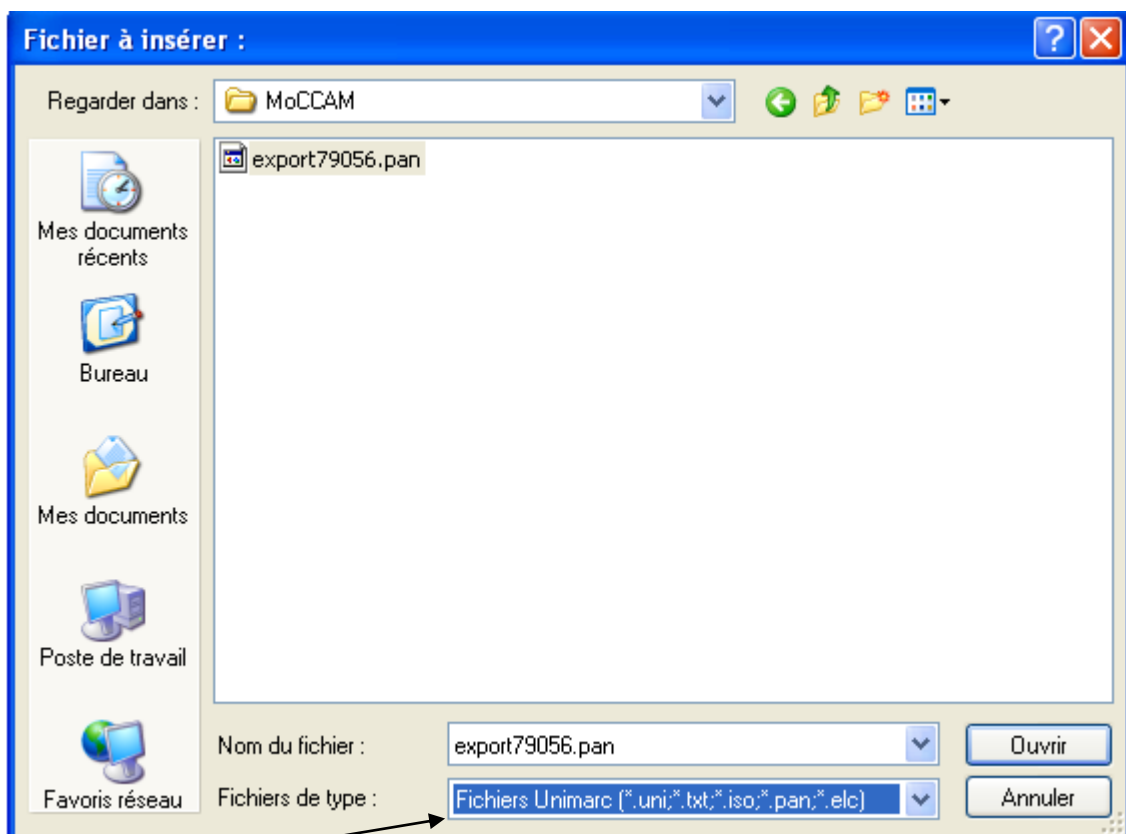 Fichier à insérer :
Regarder dans :
MoCCAM
export79056.pan
Mes documents
récents
Bureau
Mes documents
Poste de travail
Favoris réseau
Nom du fichier :
export79056.pan
Ouvrir
Fichiers de type :
Fichiers Unimarc (*.uni;*.txt;*.iso;*.pan;*.elc)
Annuler